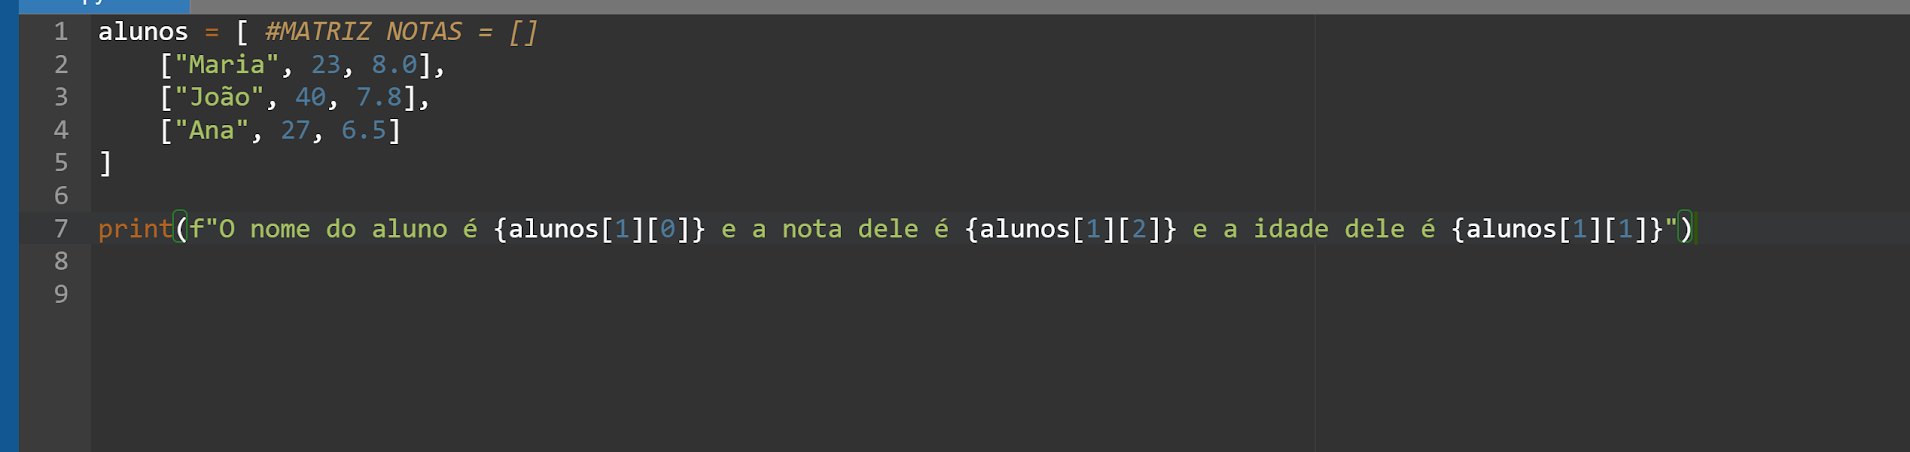 1 alunos = [ #MATRIZ NOTAS = []
2     ["Maria", 23, 8.0],
3     ["João", 40, 7.8],
4     ["Ana", 27, 6.5]
5 ]
6
7 print(f"O nome do aluno é {alunos[1][0]} e a nota dele é {alunos[1][2]} e a idade dele é {alunos[1][1]}")
8
9